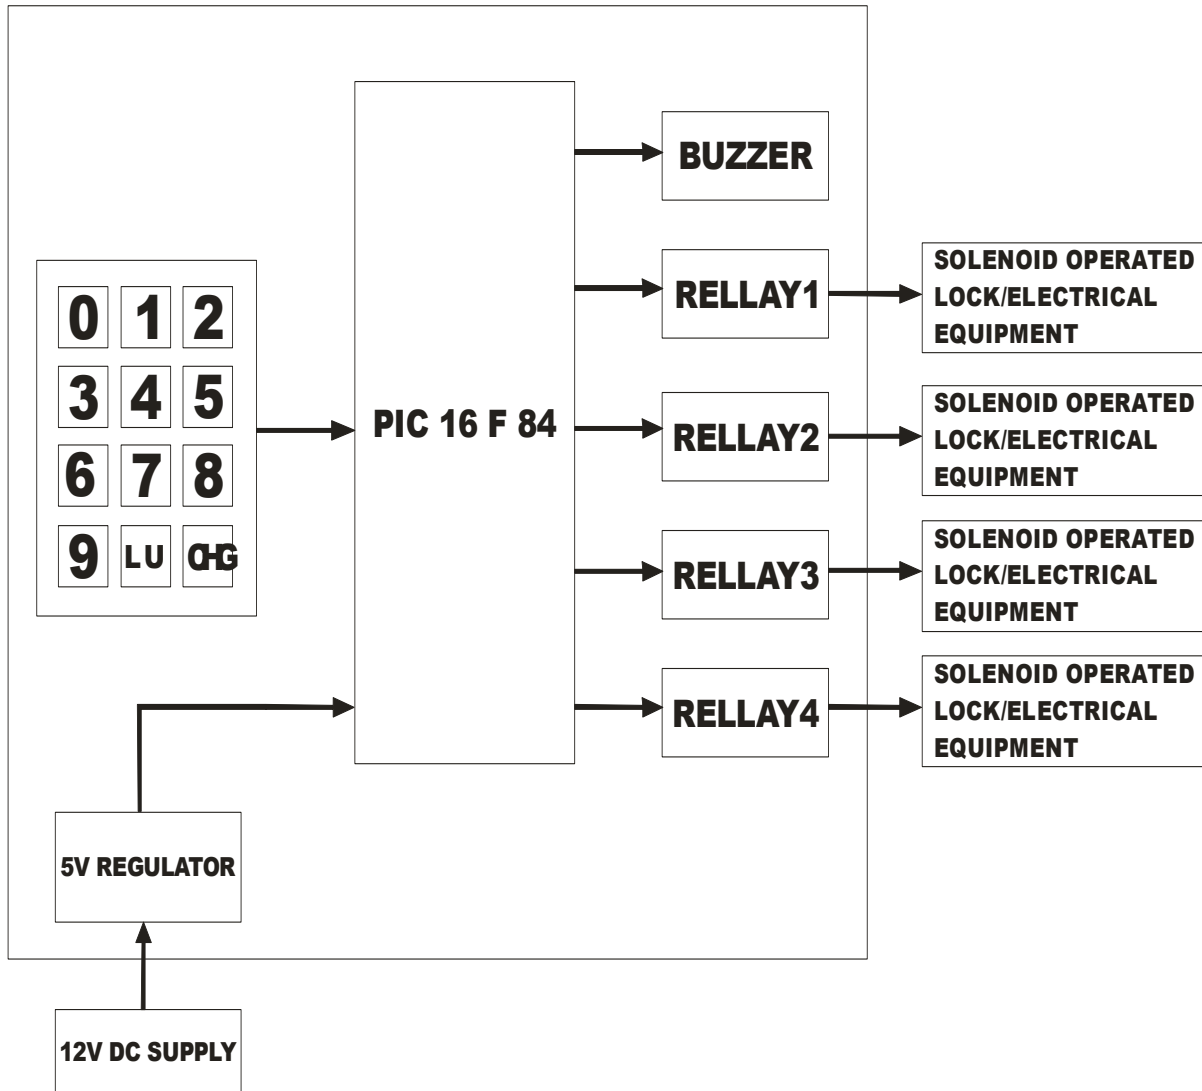 BUZZER
SOLENOID OPERATED
LOCK/ELECTRICAL
EQUIPMENT
RELLAY1
0 1 2
3 4 5
6 7 8
9 LU CHG
PIC 16 F 84
SOLENOID OPERATED
LOCK/ELECTRICAL
EQUIPMENT
RELLAY2
SOLENOID OPERATED
LOCK/ELECTRICAL
EQUIPMENT
RELLAY3
SOLENOID OPERATED
LOCK/ELECTRICAL
EQUIPMENT
RELLAY4
5V REGULATOR
12V DC SUPPLY